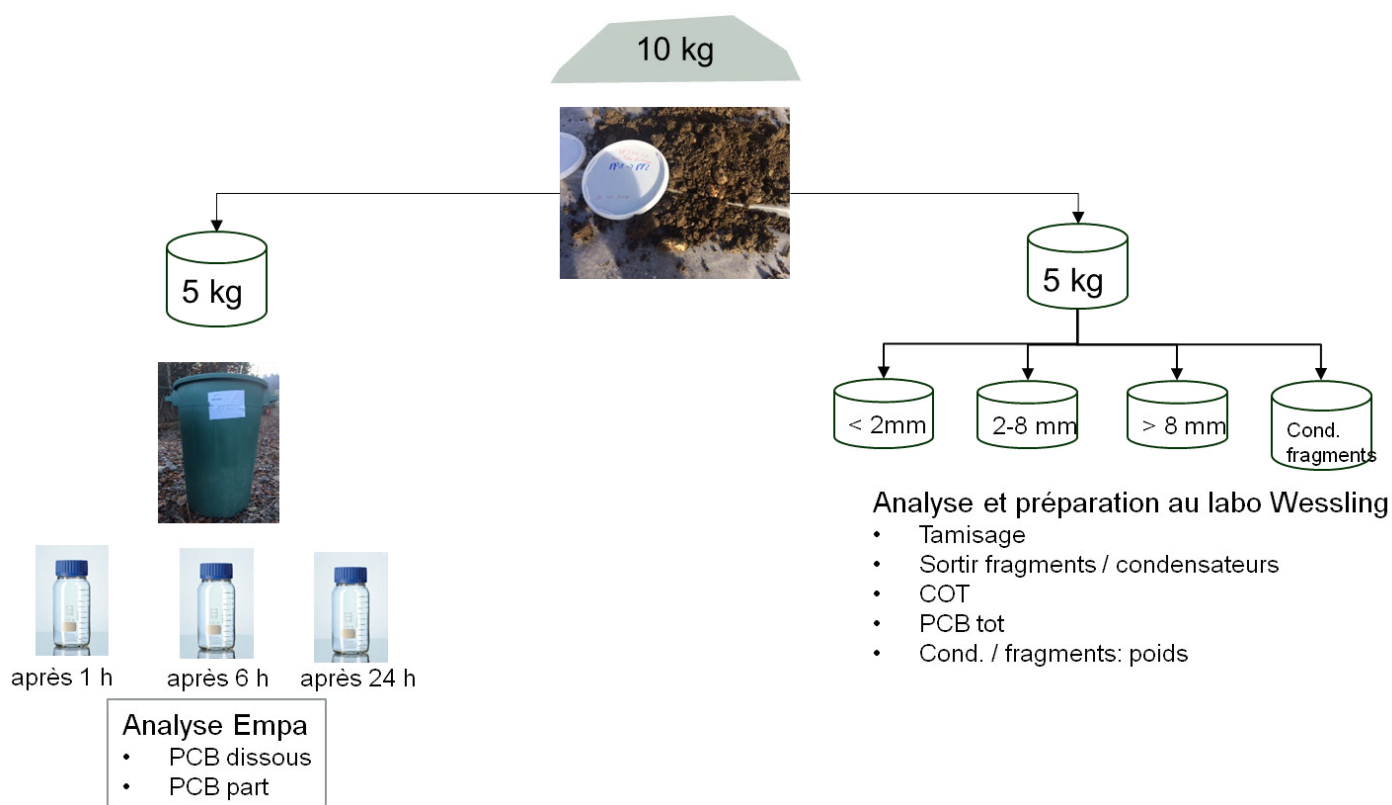 10 kg
5 kg
5 kg
< 2mm
2-8 mm
> 8 mm
Cond.
fragments
après 1 h
après 6 h
après 24 h
Analyse Empa
• PCB dissous
• PCB part
Analyse et préparation au labo Wessling
• Tamisage
• Sortir fragments / condensateurs
• COT
• PCB tot
• Cond. / fragments: poids